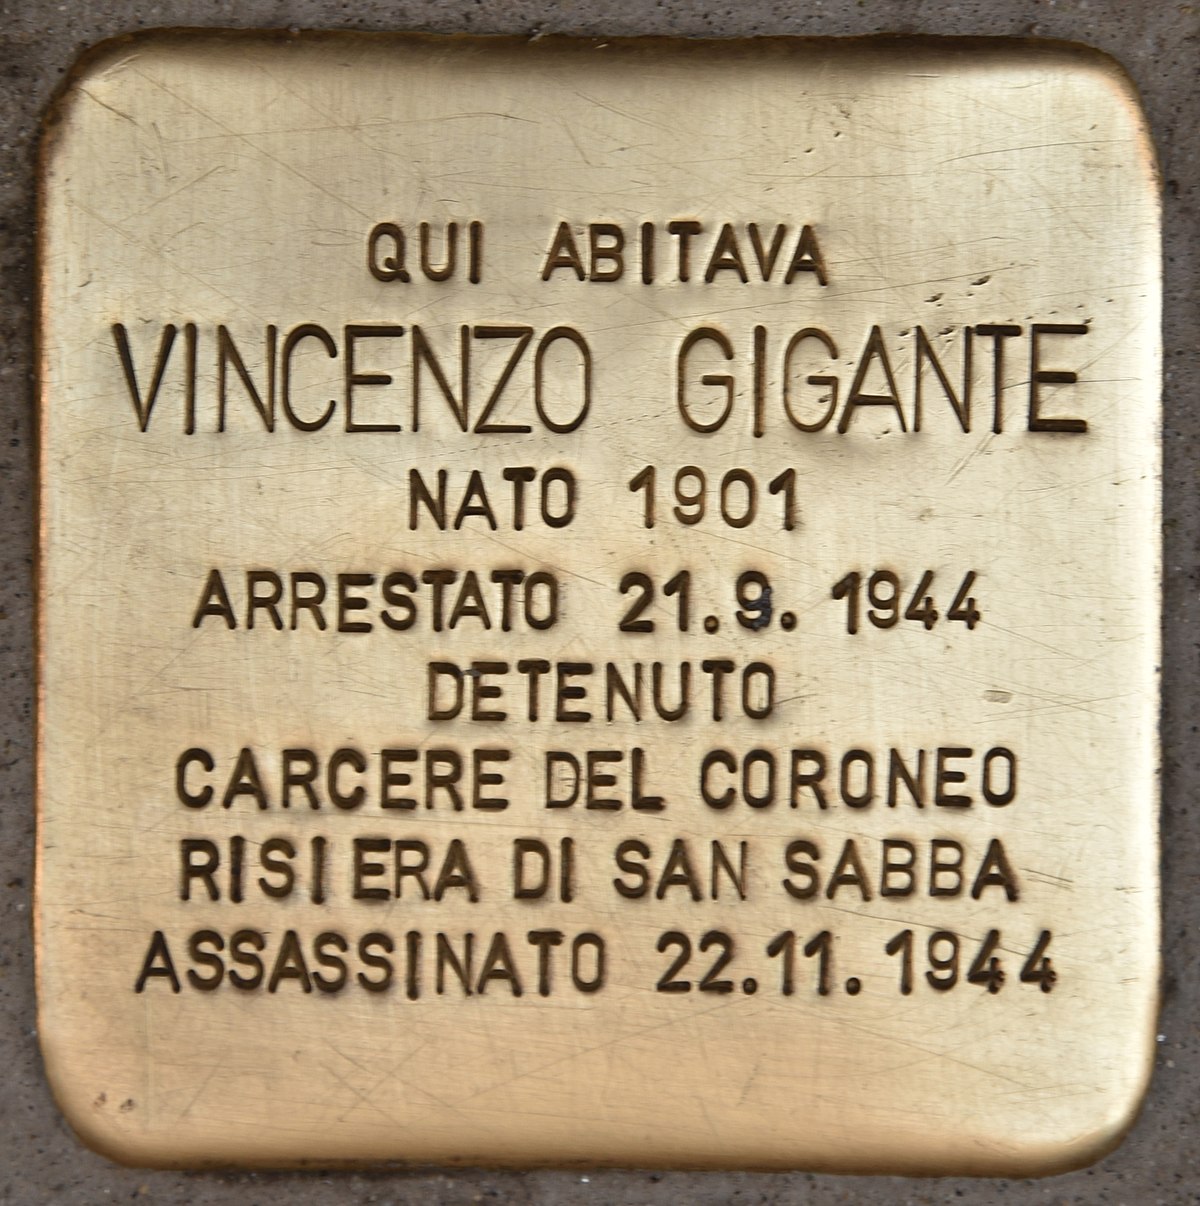 QUI ABITAVA
VINCENZO GIGANTE
NATO 1901
ARRESTATO 21.9.1944
DETENUTO
CARCERE DEL CORONEO
RISIERA DI SAN SABBA
ASSASSINATO 22.11.1944